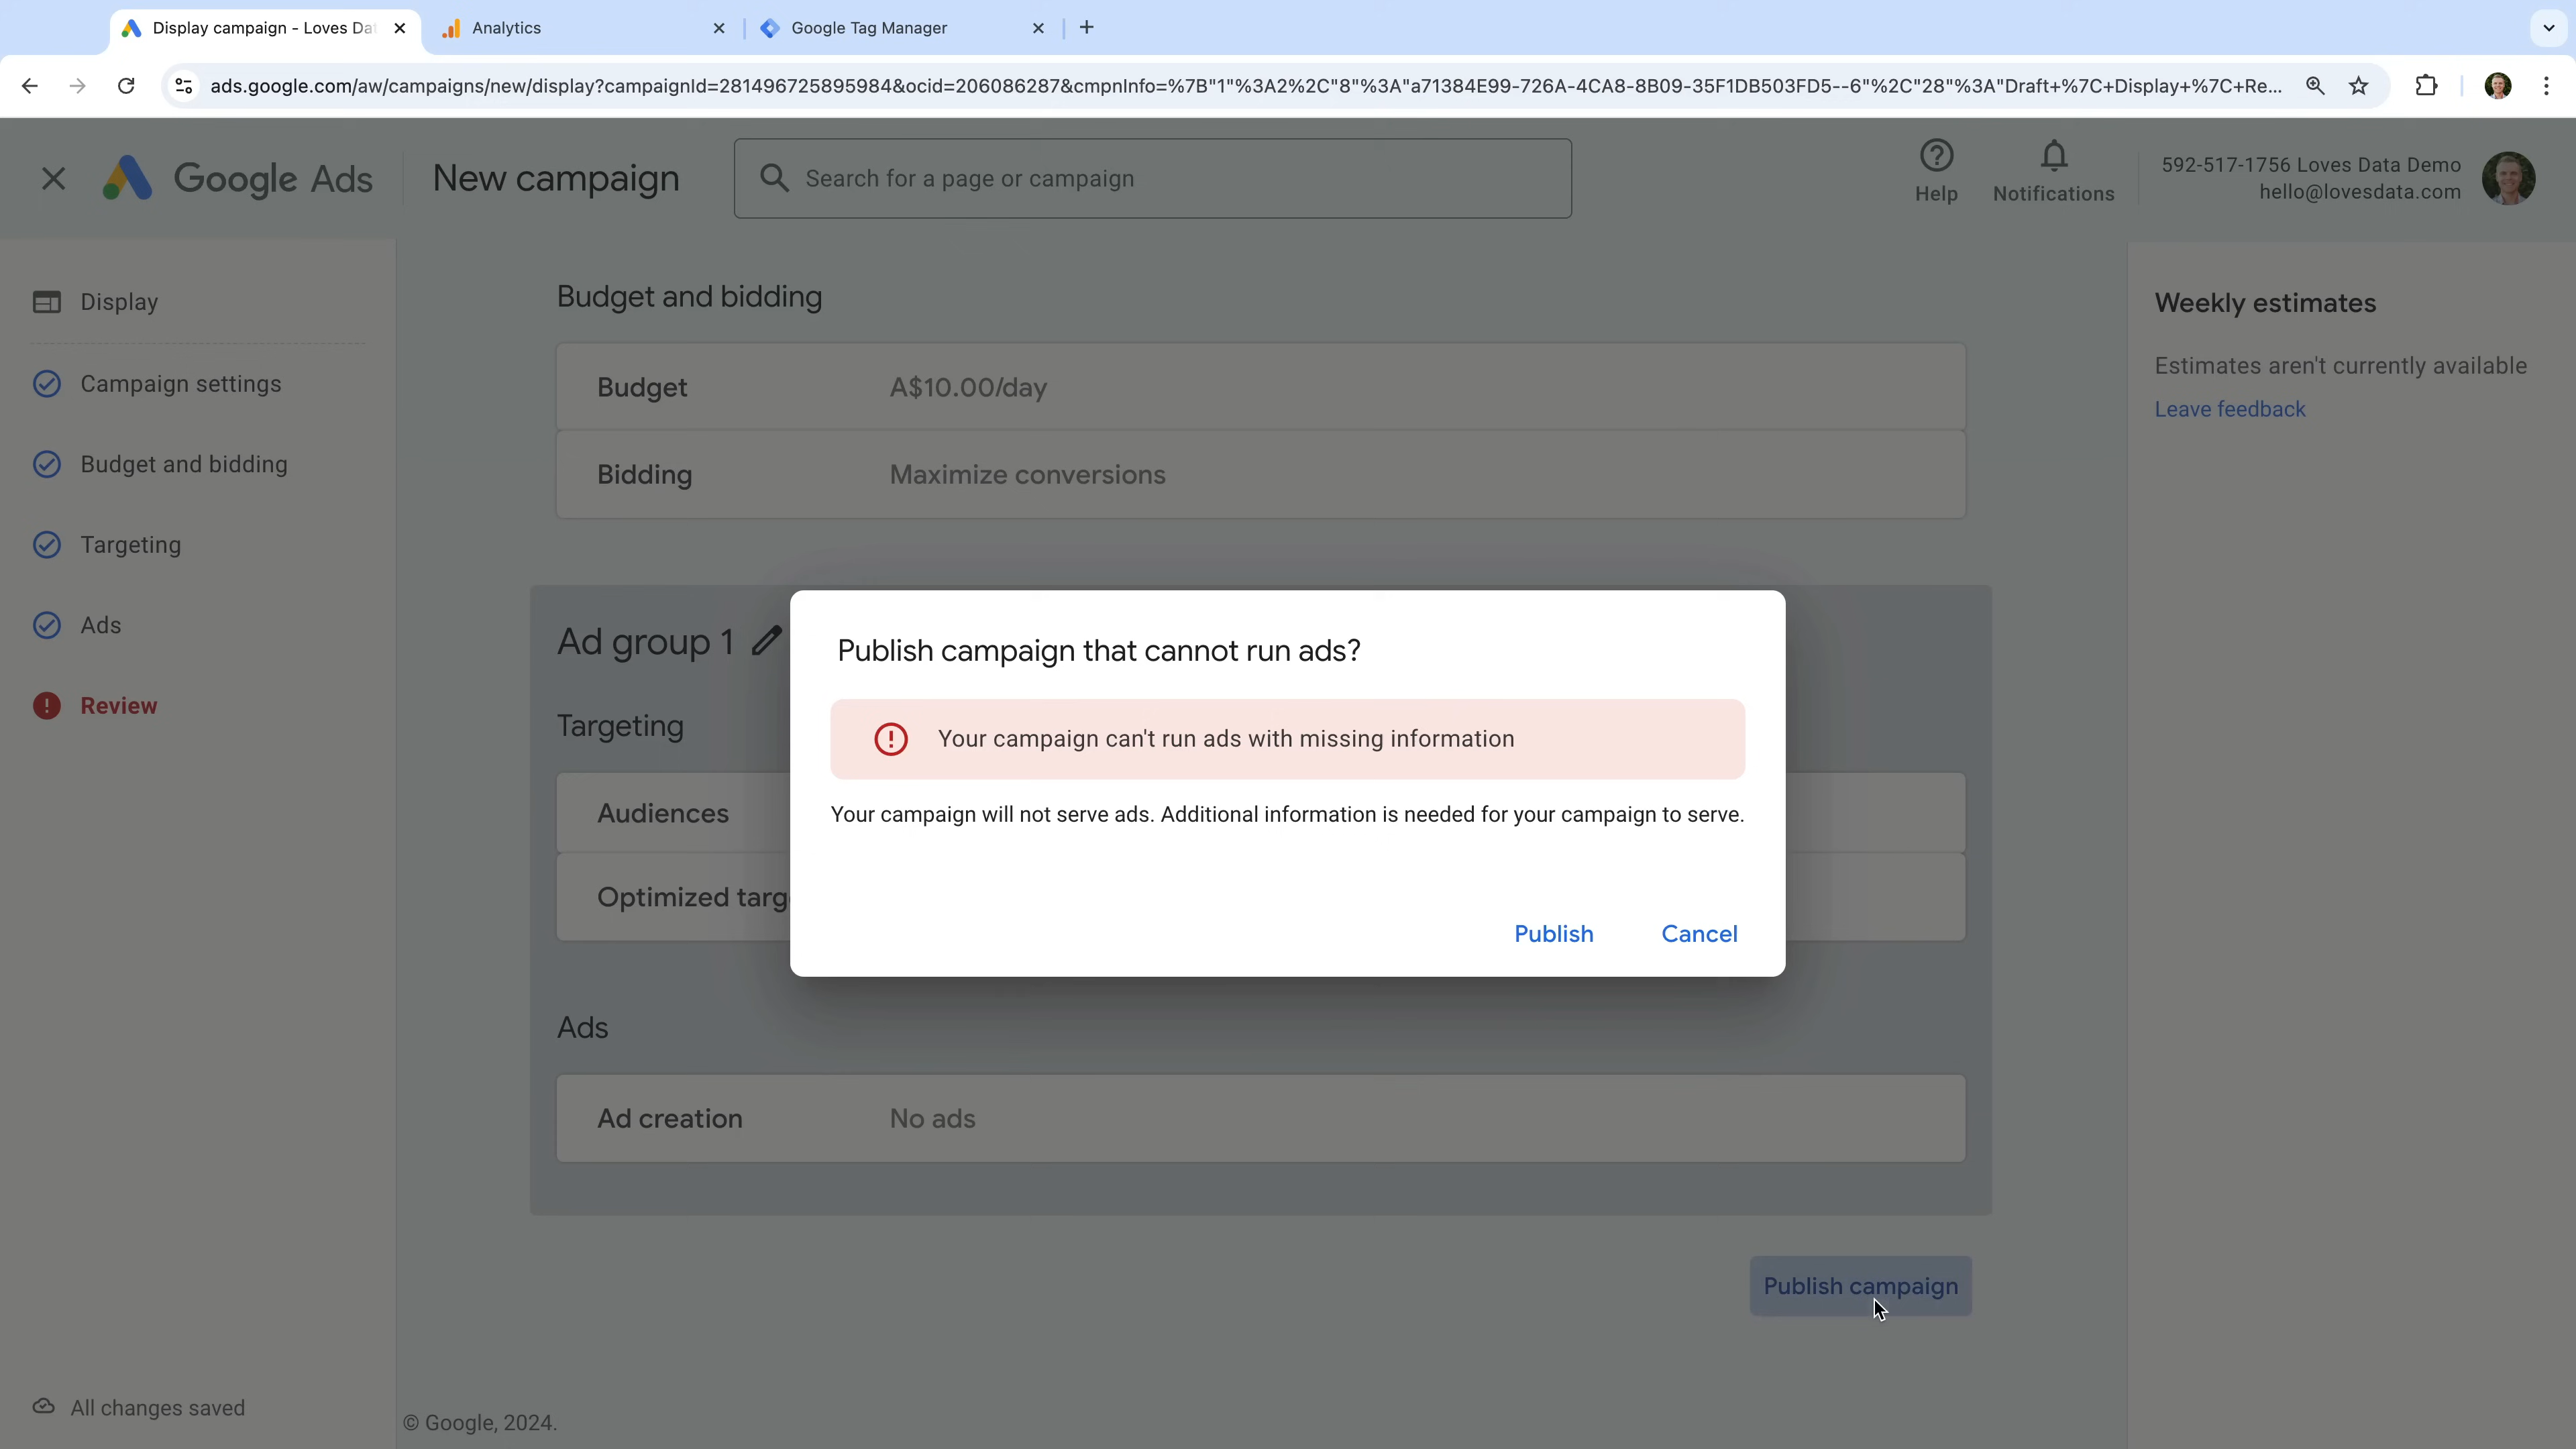 Display campaign - Loves Dat
Analytics
Google Tag Manager
ads.google.com/aw/campaigns/new/display?campaignId=281496725895984&ocid=206086287&cmpnInfo=%7B"1"%3A2%2C"8"%3A"a71384E99-726A-4CA8-8B09-35F1DB503FD5--6"%2C"28"%3A"Draft+%7C+Display+%7C+Re...
Google Ads
New campaign
Search for a page or campaign
Help
Notifications
592-517-1756 Loves Data Demo
hello@lovesdata.com
Display
Campaign settings
Budget and bidding
Targeting
Ads
Review
All changes saved
Budget and bidding
Budget A$10.00/day
Bidding Maximize conversions
Ad group 1
Targeting
Audiences
Optimized targ
Ads
Ad creation No ads
Publish campaign that cannot run ads?
Your campaign can't run ads with missing information
Your campaign will not serve ads. Additional information is needed for your campaign to serve.
Publish Cancel
Publish campaign
© Google, 2024.
Weekly estimates
Estimates aren't currently available
Leave feedback